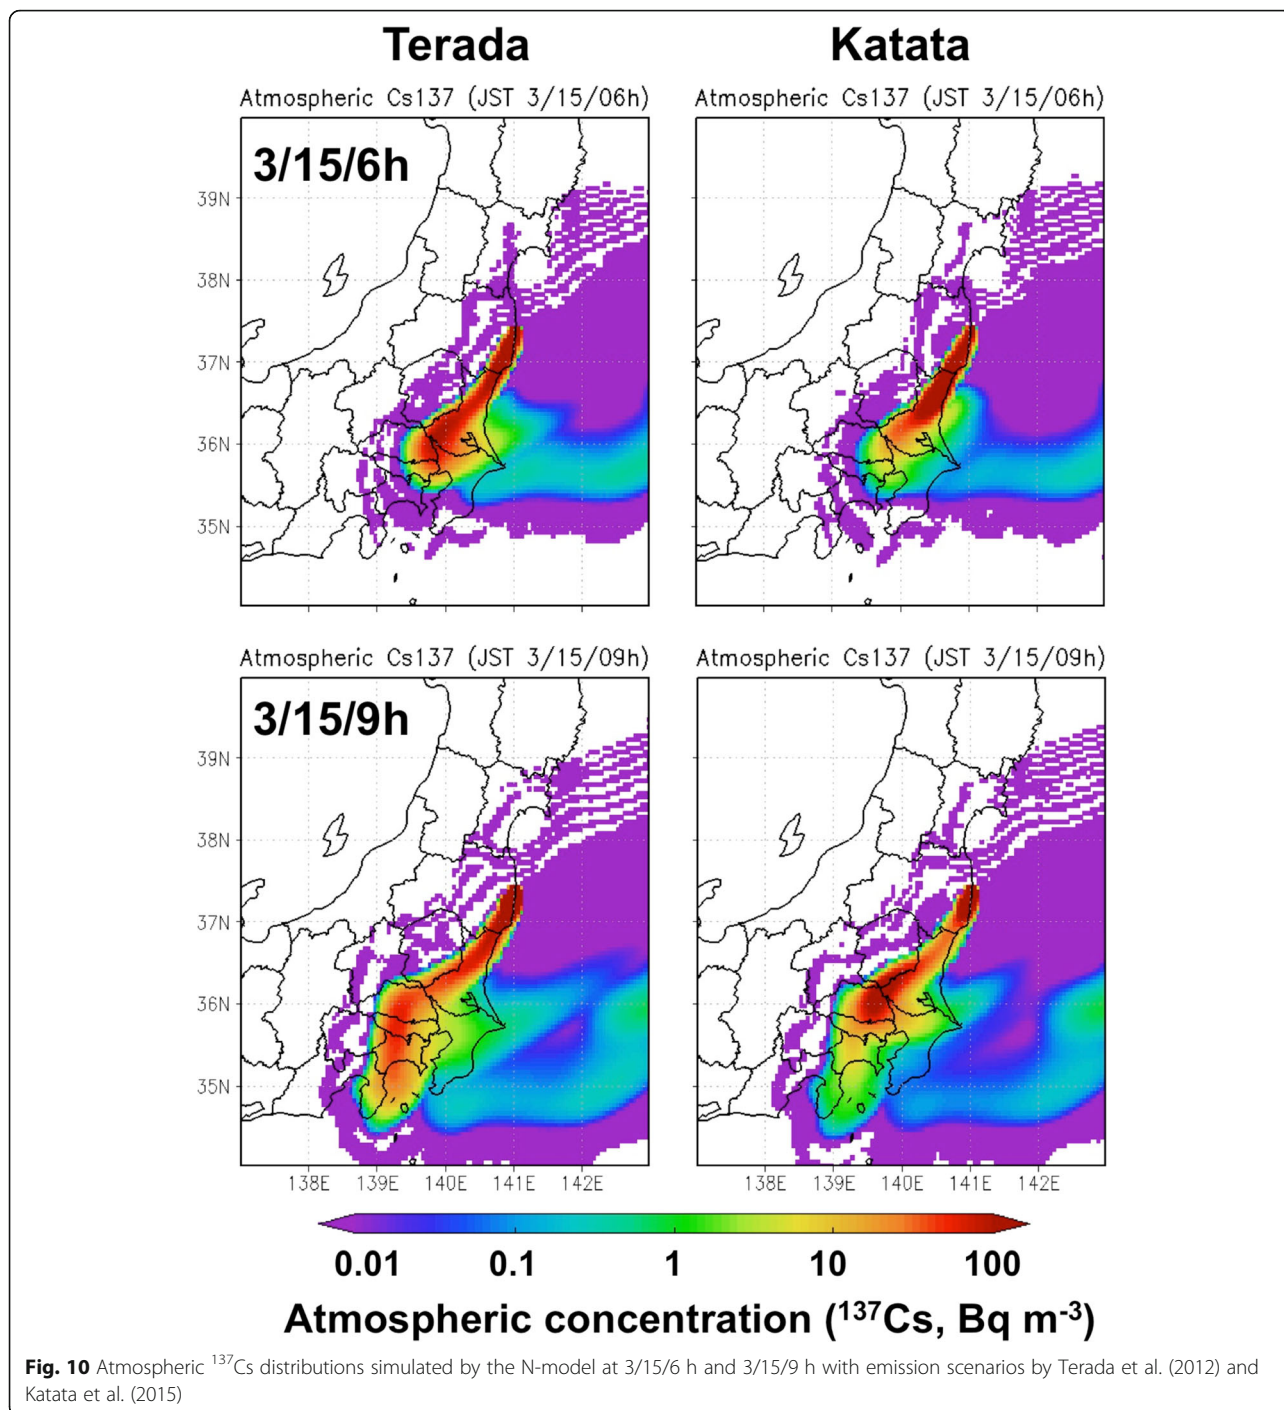 Terada
Katata
Atmospheric Cs137 (JST 3/15/06h)
Atmospheric Cs137 (JST 3/15/06h)
3/15/6h
39N
38N
37N
36N
35N
Atmospheric Cs137 (JST 3/15/09h)
Atmospheric Cs137 (JST 3/15/09h)
3/15/9h
39N
38N
37N
36N
35N
138E 139E 140E 141E 142E
138E 139E 140E 141E 142E
0.01 0.1 1 10 100
Atmospheric concentration (¹³⁷Cs, Bq m⁻³)
Fig. 10 Atmospheric ¹³⁷Cs distributions simulated by the N-model at 3/15/6 h and 3/15/9 h with emission scenarios by Terada et al. (2012) and
Katata et al. (2015)